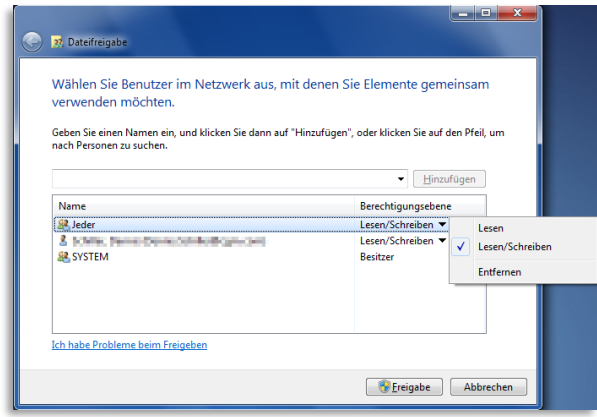 Dateifreigabe
Wählen Sie Benutzer im Netzwerk aus, mit denen Sie Elemente gemeinsam
verwenden möchten.
Geben Sie einen Namen ein, und klicken Sie dann auf "Hinzufügen", oder klicken Sie auf den Pfeil, um
nach Personen zu suchen.
Hinzufügen
Name Berechtigungsebene
Jeder Lesen/Schreiben
Lesen/Schreiben
SYSTEM Besitzer
Lesen
Lesen/Schreiben
Entfernen
Ich habe Probleme beim Freigeben
Freigabe Abbrechen